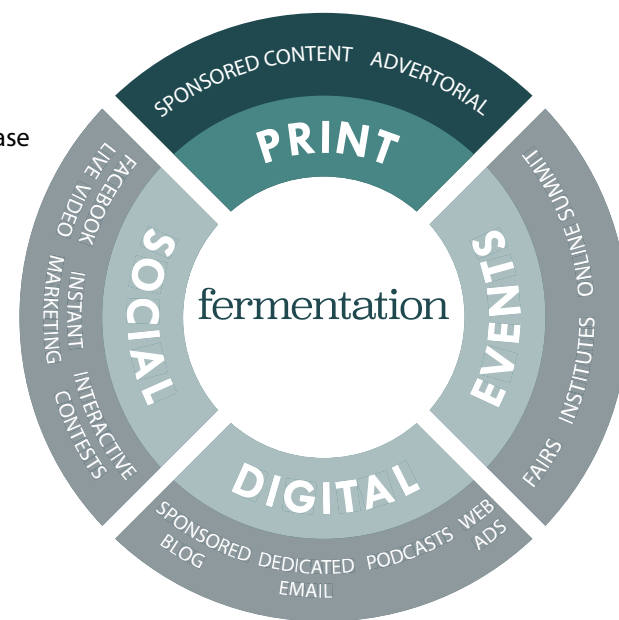 SPONSORED CONTENT ADVERTORIAL
PRINT
FACEBOOK
LIVE VIDEO
INSTANT
MARKETING
INTERACTIVE
CONTESTS
SOCIAL
fermentation
EVENTS
ONLINE SUMMIT
INSTITUTES
FAIRS
DIGITAL
SPONSORED
BLOG
DEDICATED
EMAIL
PODCASTS
WEB
ADS